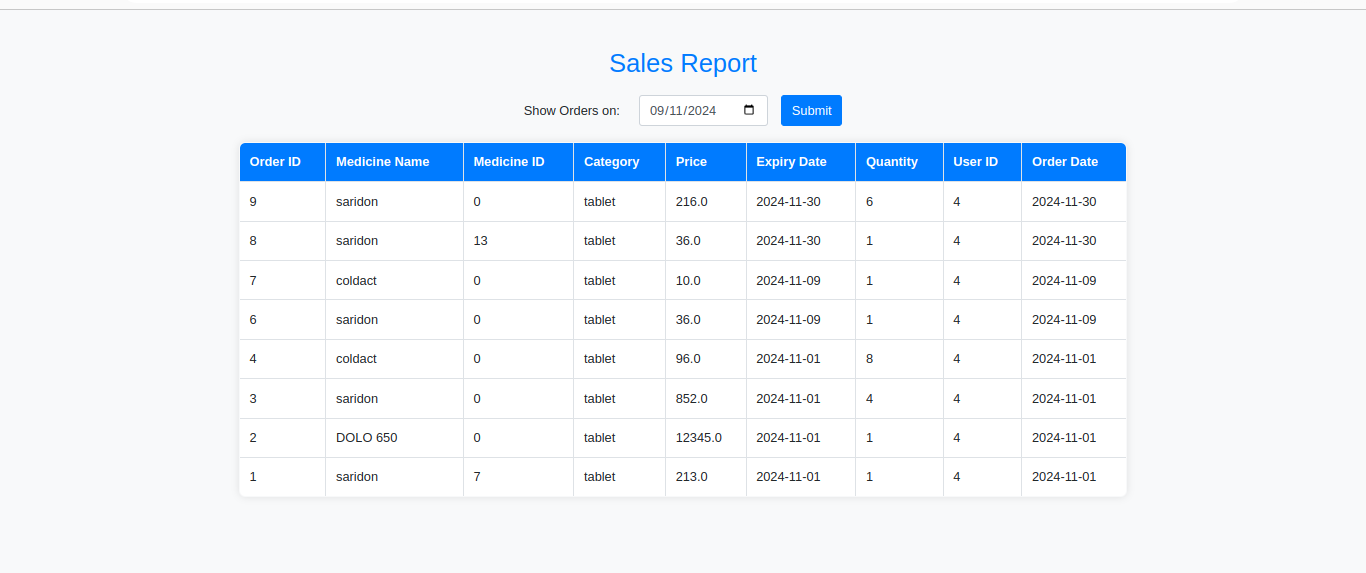 Sales Report
Show Orders on: 09/11/2024 Submit
Order ID Medicine Name Medicine ID Category Price Expiry Date Quantity User ID Order Date
9 saridon 0 tablet 216.0 2024-11-30 6 4 2024-11-30
8 saridon 13 tablet 36.0 2024-11-30 1 4 2024-11-30
7 coldact 0 tablet 10.0 2024-11-09 1 4 2024-11-09
6 saridon 0 tablet 36.0 2024-11-09 1 4 2024-11-09
4 coldact 0 tablet 96.0 2024-11-01 8 4 2024-11-01
3 saridon 0 tablet 852.0 2024-11-01 4 4 2024-11-01
2 DOLO 650 0 tablet 12345.0 2024-11-01 1 4 2024-11-01
1 saridon 7 tablet 213.0 2024-11-01 1 4 2024-11-01